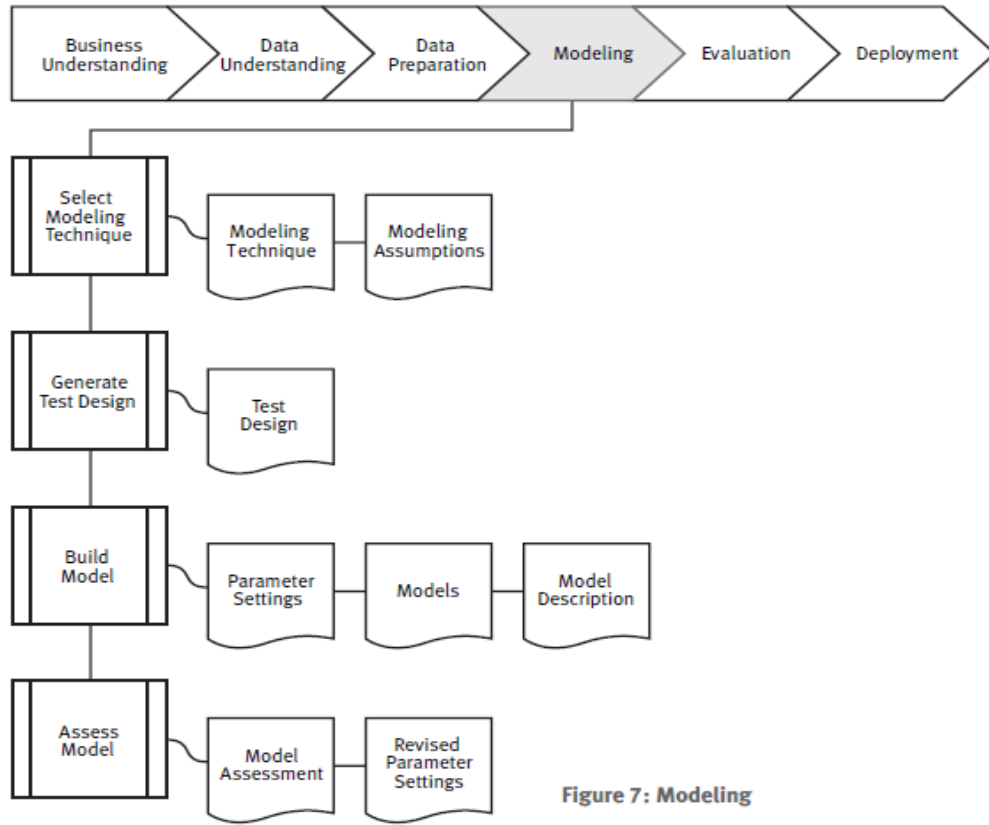 Business
Understanding
Data
Understanding
Data
Preparation
Modeling
Evaluation
Deployment
Select
Modeling
Technique
Modeling
Technique
Modeling
Assumptions
Generate
Test Design
Test
Design
Build
Model
Parameter
Settings
Models
Model
Description
Assess
Model
Model
Assessment
Revised
Parameter
Settings
Figure 7: Modeling